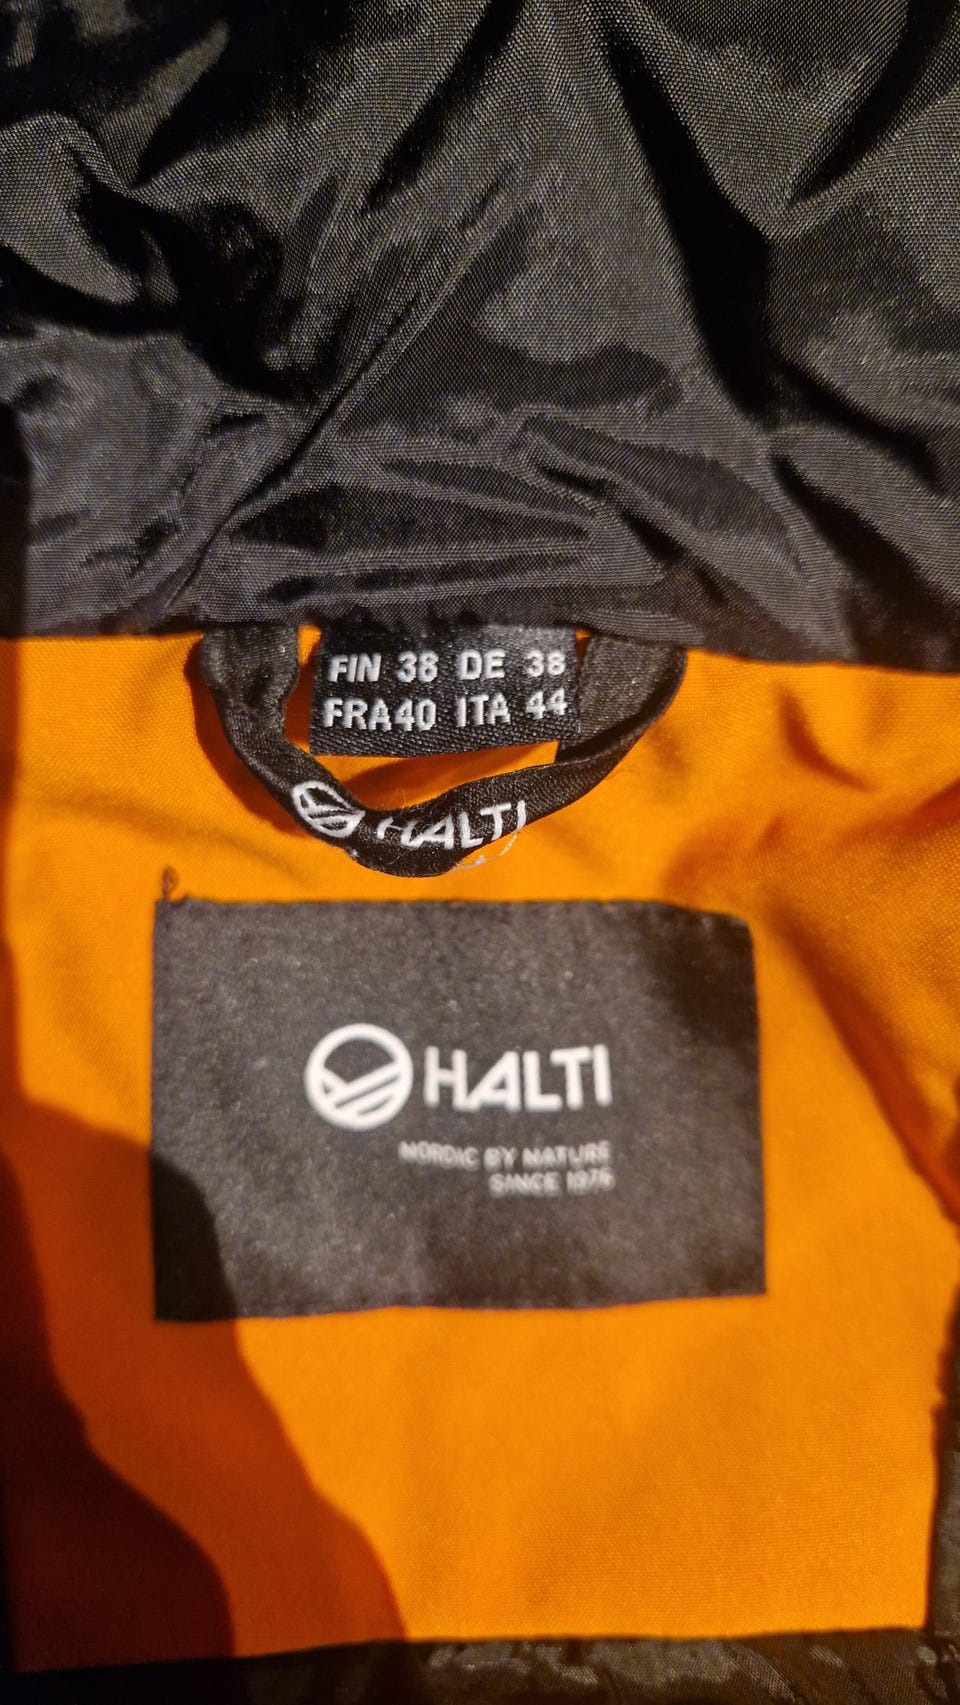 FIN 38 DE 38
FRA40 ITA 44
HALTI
HALTI
NORDIC BY NATURE
SINCE 1976